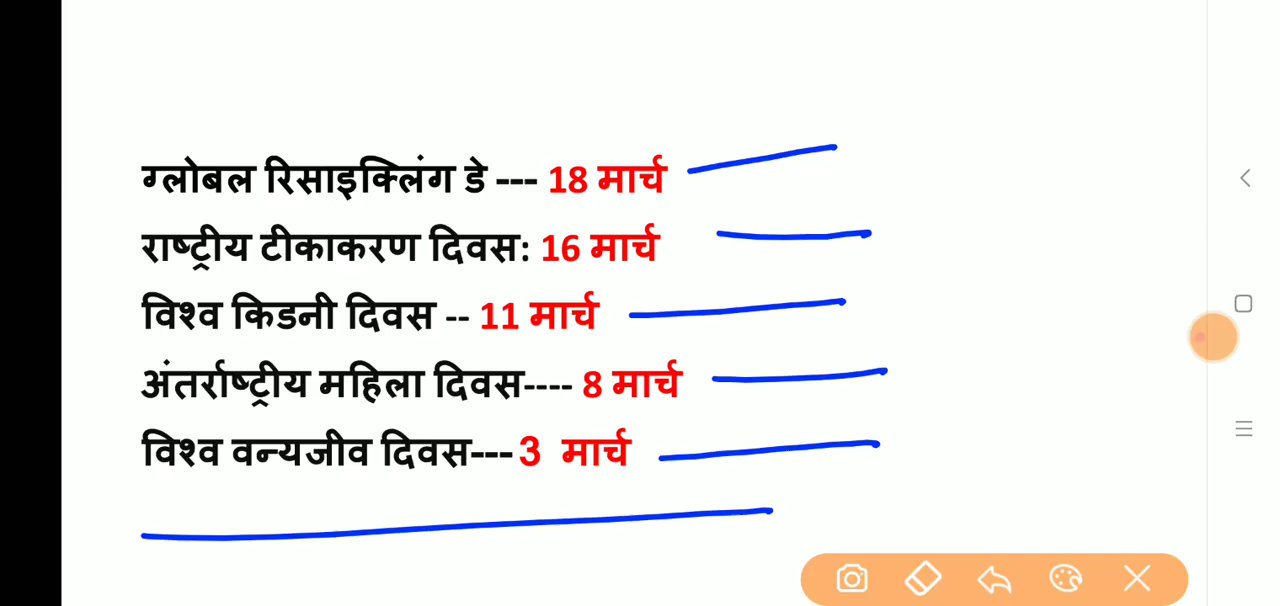 ग्लोबल रिसाइक्लिंग डे --- 18 मार्च
राष्ट्रीय टीकाकरण दिवस: 16 मार्च
विश्व किडनी दिवस -- 11 मार्च
अंतर्राष्ट्रीय महिला दिवस---- 8 मार्च
विश्व वन्यजीव दिवस--- 3 मार्च